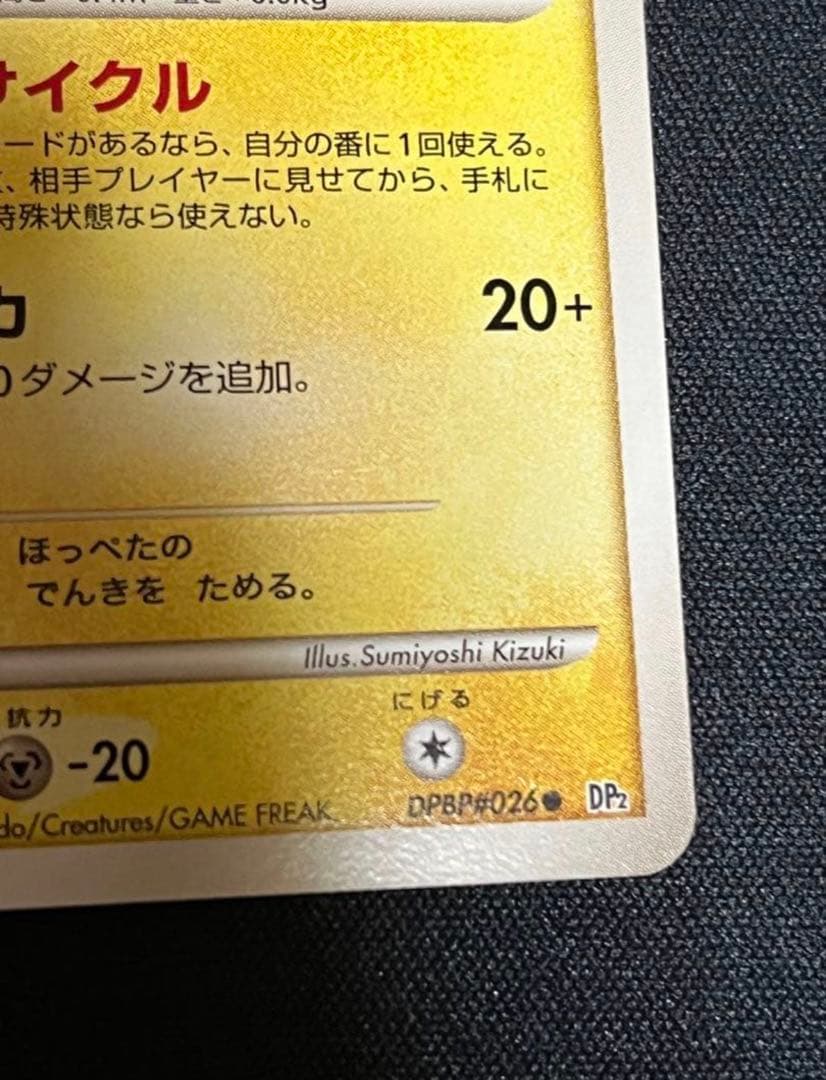 サイクル
ードがあるなら、自分の番に1回使える。
、相手プレイヤーに見せてから、手札に
特殊状態なら使えない。
力 20+
0ダメージを追加。
ほっぺたの
でんきを ためる。
Illus.Sumiyoshi Kizuki
抗力 にげる
-20
do/Creatures/GAME FREAK
DPBP#026● DP2